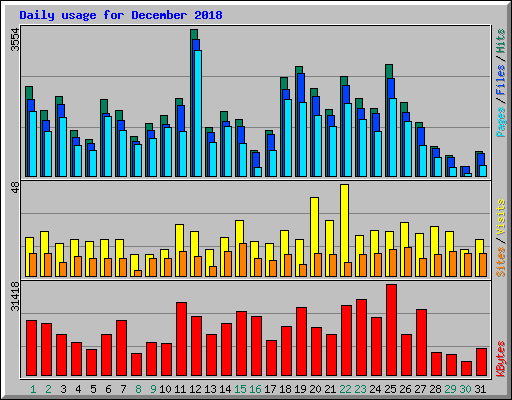 Daily usage for December 2018
3554
Pages / Files / Hits
48
Sites / Visits
31418
KBytes
1 2 3 4 5 6 7 8 9 10 11 12 13 14 15 16 17 18 19 20 21 22 23 24 25 26 27 28 29 30 31